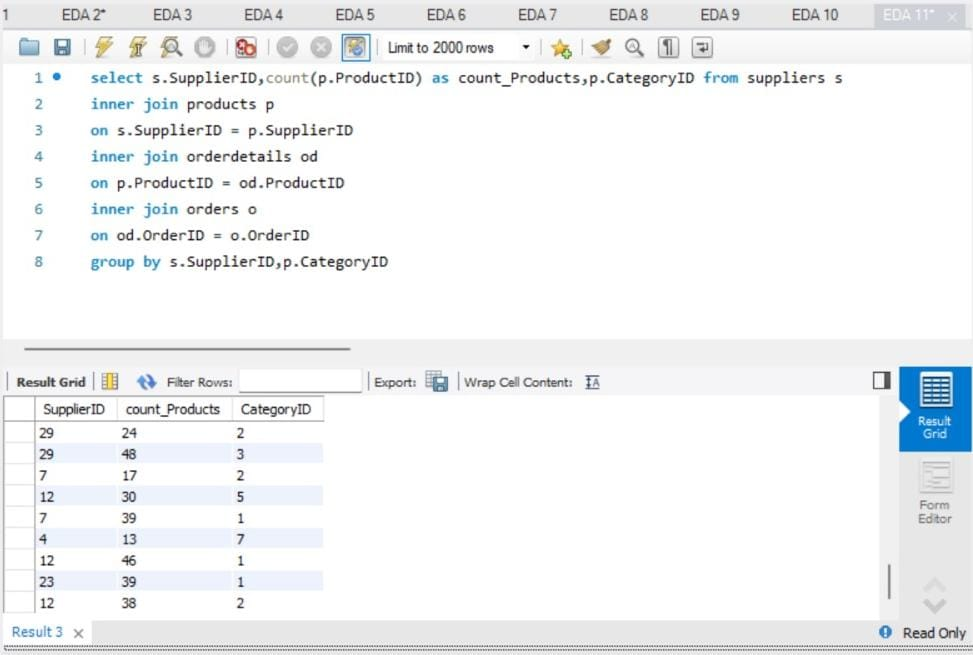 1 EDA 2* EDA 3 EDA 4 EDA 5 EDA 6 EDA 7 EDA 8 EDA 9 EDA 10 EDA 11* ×
Limit to 2000 rows
1 select s.SupplierID,count(p.ProductID) as count_Products,p.CategoryID from suppliers s
2 inner join products p
3 on s.SupplierID = p.SupplierID
4 inner join orderdetails od
5 on p.ProductID = od.ProductID
6 inner join orders o
7 on od.OrderID = o.OrderID
8 group by s.SupplierID,p.CategoryID
Result Grid Filter Rows: Export: Wrap Cell Content: IA
SupplierID count_Products CategoryID
29 24 2
29 48 3
7 17 2
12 30 5
7 39 1
4 13 7
12 46 1
23 39 1
12 38 2
Result
Grid
Form
Editor
Result 3 × Read Only